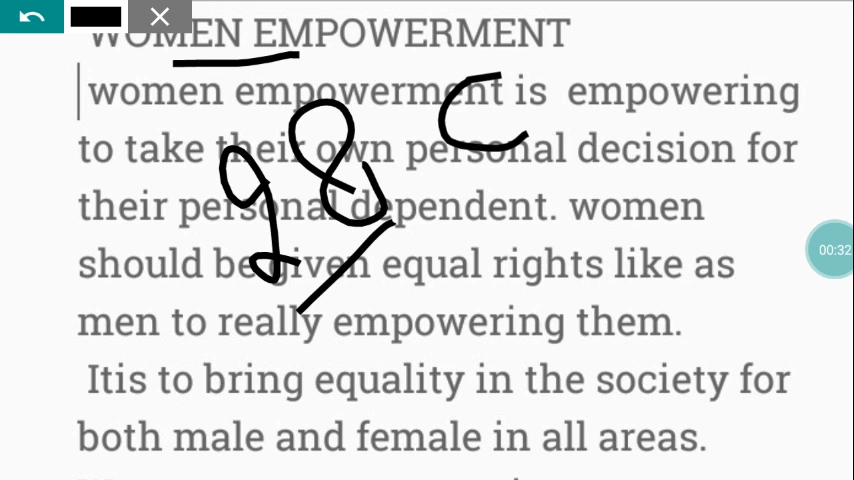 WOMEN EMPOWERMENT
women empowerment is empowering
to take their own personal decision for
their personal dependent. women
should be given equal rights like as
men to really empowering them.
Itis to bring equality in the society for
both male and female in all areas.
00:32